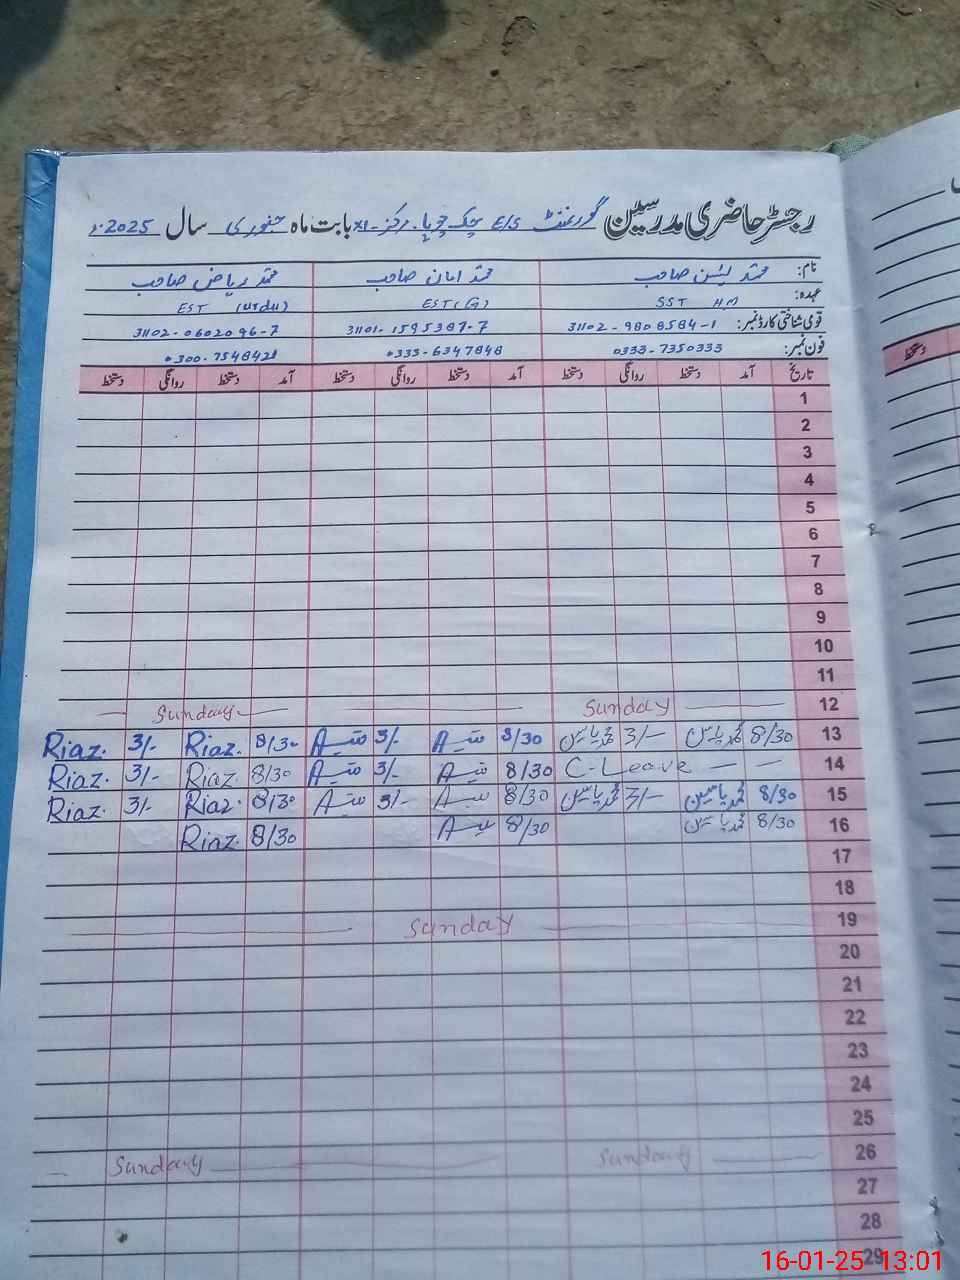 رجسٹر حاضری مدرسین گورنمنٹ E/S چک بابت ماہ جنوری سال 2025ء
نام: محمد یٰسین صاحب محمد امان صاحب محمد ریاض صاحب
عہدہ: SST HM EST (G) EST (urdu)
قومی شناختی کارڈ نمبر: 31102-9808584-1 31101-1595387-7 31102-0602096-7
فون نمبر: 0333-7350333 0333-6347848 0300-7548421
تاریخ آمد دستخط روانگی دستخط آمد دستخط روانگی دستخط آمد دستخط روانگی دستخط
دستخط
1
2
3
4
5
6
7
8
9
10
11
12 Sunday Sunday
13 8/30 محمد یاسین 3/- محمد یاسین 8/30 3/- 8/30 Riaz. 3/- Riaz.
14 C-Leave 8/30 3/- 8/30 Riaz 3/- Riaz.
15 8/30 محمد یاسین 3/- محمد یاسین 8/30 3/- 8/30 Riaz. 3/- Riaz.
16 8/30 محمد یاسین 8/30 8/30 Riaz.
17
18
19 Sunday
20
21
22
23
24
25
26 Sunday Sunday
27
28
29
16-01-25 13:01